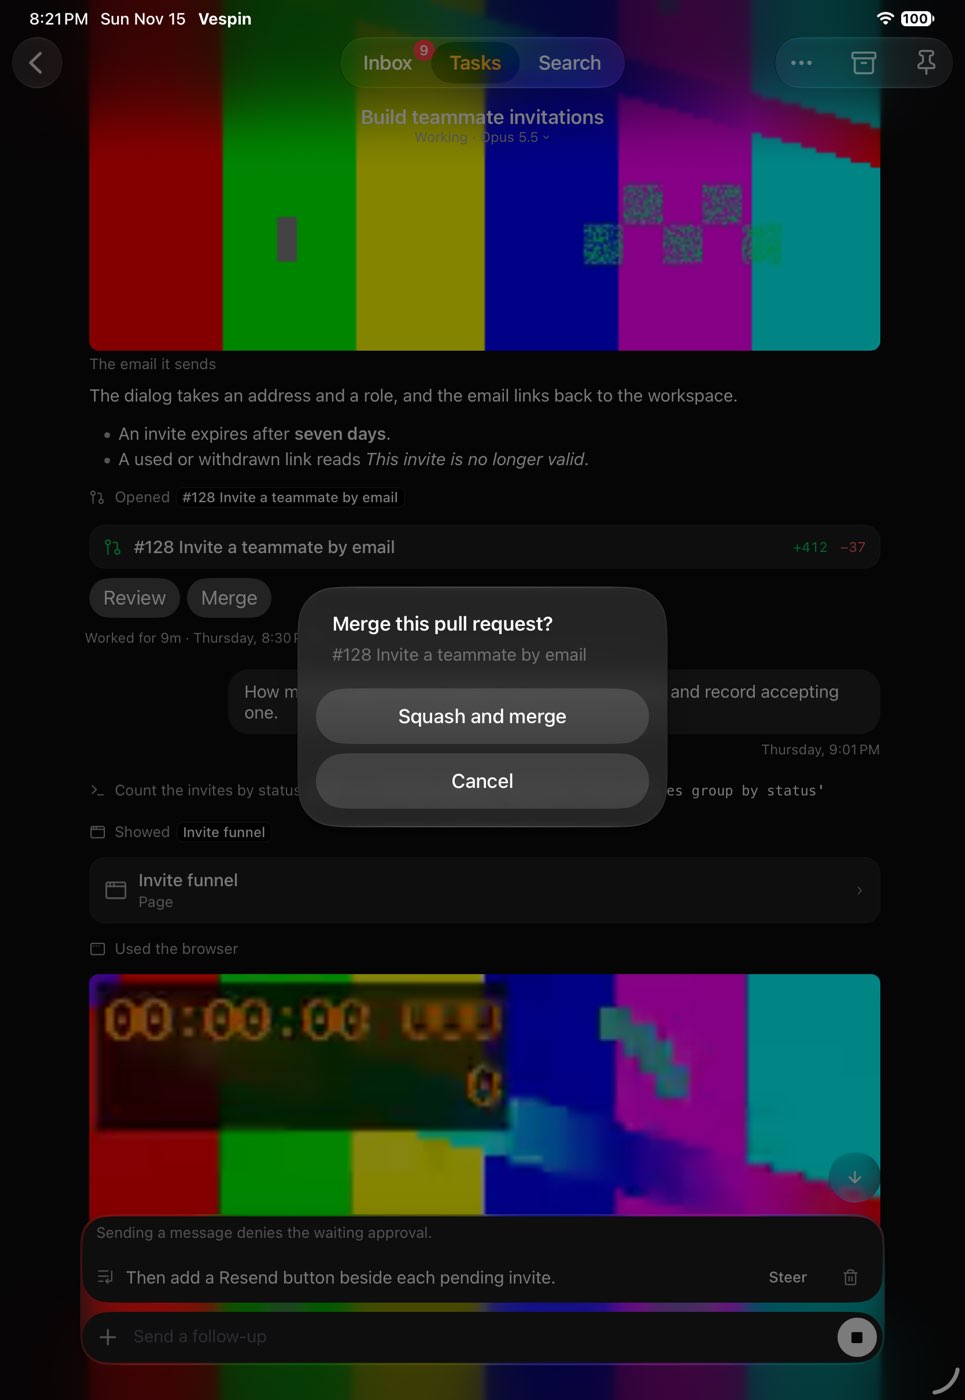 8:21 PM Sun Nov 15 Vespin
100
Inbox 9 Tasks Search
Build teammate invitations
Working · Opus 5.5
The email it sends
The dialog takes an address and a role, and the email links back to the workspace.
• An invite expires after seven days.
• A used or withdrawn link reads This invite is no longer valid.
Opened #128 Invite a teammate by email
#128 Invite a teammate by email +412 −37
Review Merge
Worked for 9m · Thursday, 8:30
Merge this pull request?
#128 Invite a teammate by email
Squash and merge
Cancel
How and record accepting
one.
Thursday, 9:01 PM
Count the invites by status group by status'
Showed Invite funnel
Invite funnel
Page
Used the browser
00:00:00
0
Sending a message denies the waiting approval.
Then add a Resend button beside each pending invite. Steer
Send a follow-up